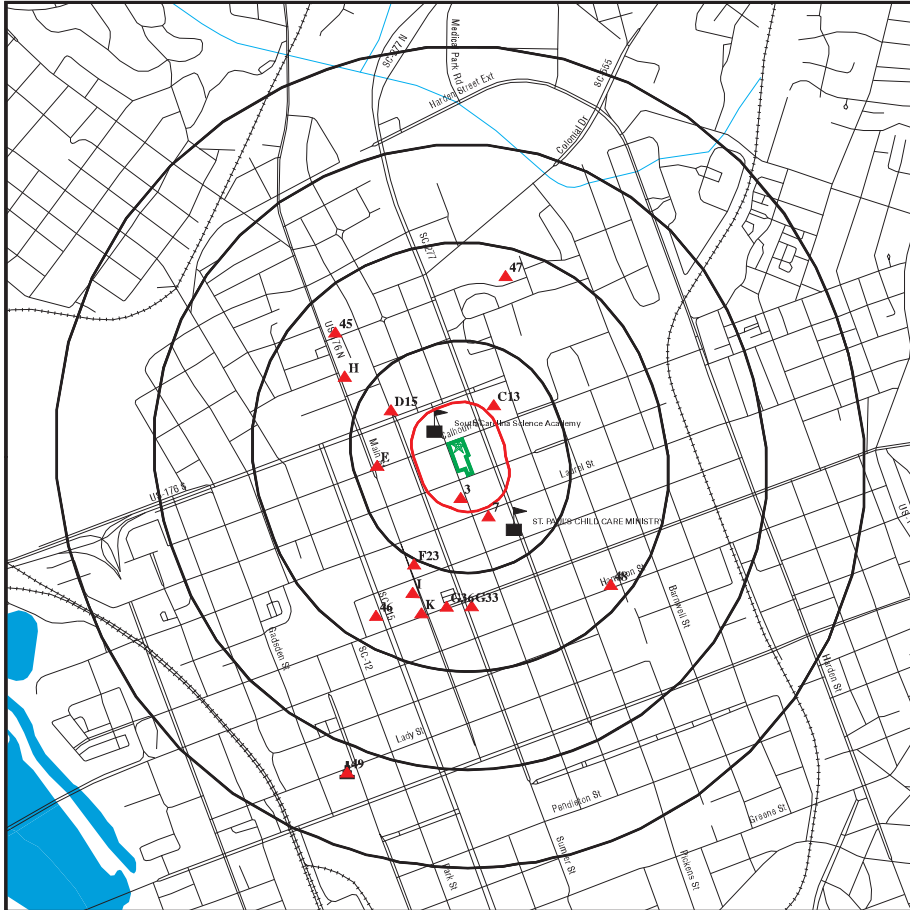 SC-277 N
Medical Park Rd
SC-555
Harden Street Ext
Colonial Dr
SC-277
47
45
US-176 N
H
D15
C13
South Carolina Science Academy
Calhoun
Main
E
Laurel St
US-176 S
3
7
ST. PAUL'S CHILD CARE MINISTRY
F23
I
48
G36
G33
K
46
Barnwell St
Gadsden St
SC-12
Harden St
Lady St
49
Pendleton St
Greene St
Sumter St
Park St
Pickens St